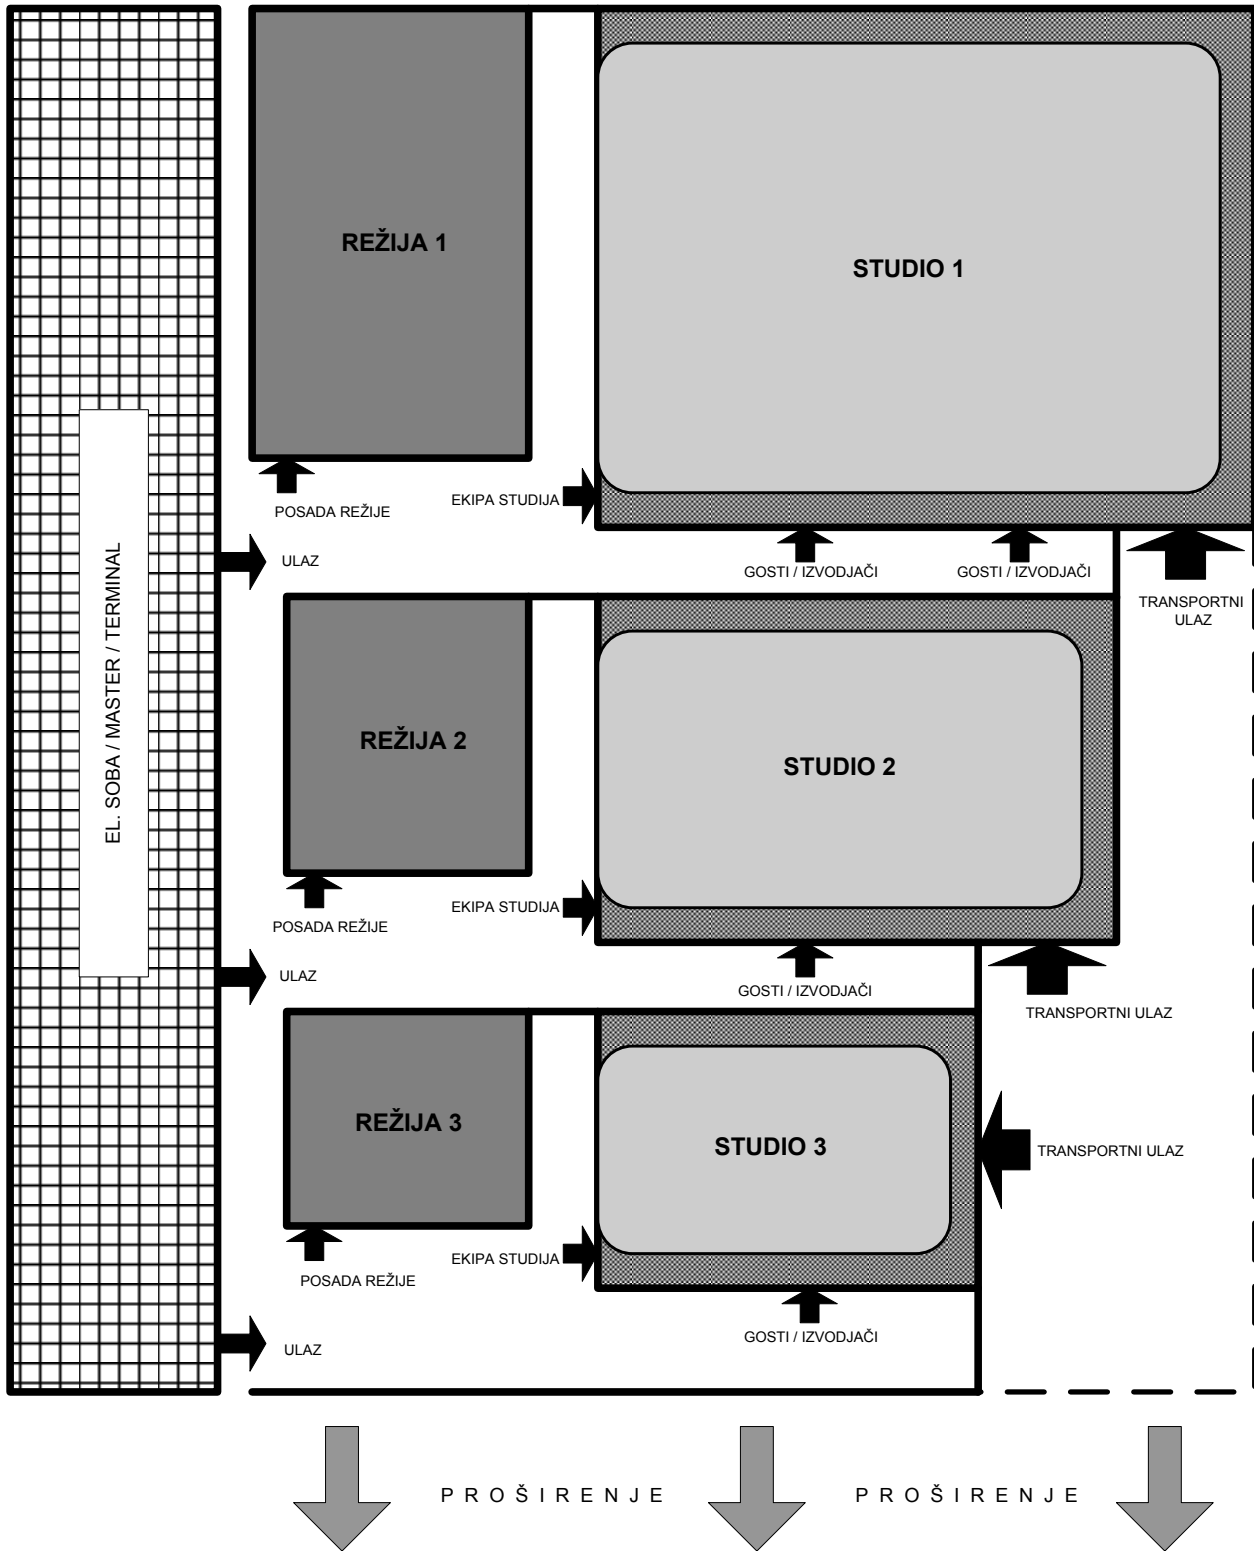 REŽIJA 1
STUDIO 1
POSADA REŽIJE
EKIPA STUDIJA
ULAZ
GOSTI / IZVODJAČI
GOSTI / IZVODJAČI
TRANSPORTNI
ULAZ
EL. SOBA / MASTER / TERMINAL
REŽIJA 2
STUDIO 2
POSADA REŽIJE
EKIPA STUDIJA
ULAZ
GOSTI / IZVODJAČI
TRANSPORTNI ULAZ
REŽIJA 3
STUDIO 3
TRANSPORTNI ULAZ
POSADA REŽIJE
EKIPA STUDIJA
ULAZ
GOSTI / IZVODJAČI
P R O Š I R E N J E
P R O Š I R E N J E